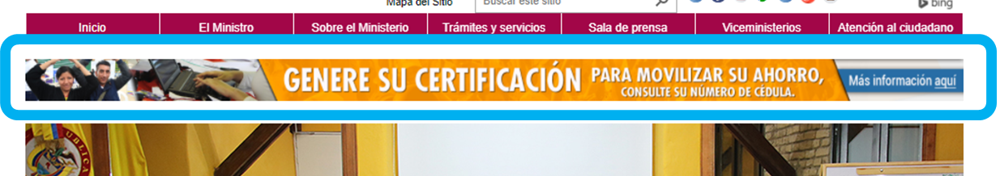 Mapa del Sitio
Buscar este sitio
bing
Inicio
El Ministro
Sobre el Ministerio
Trámites y servicios
Sala de prensa
Viceministerios
Atención al ciudadano
GENERE SU CERTIFICACIÓN PARA MOVILIZAR SU AHORRO,
CONSULTE SU NÚMERO DE CÉDULA.
Más información aquí